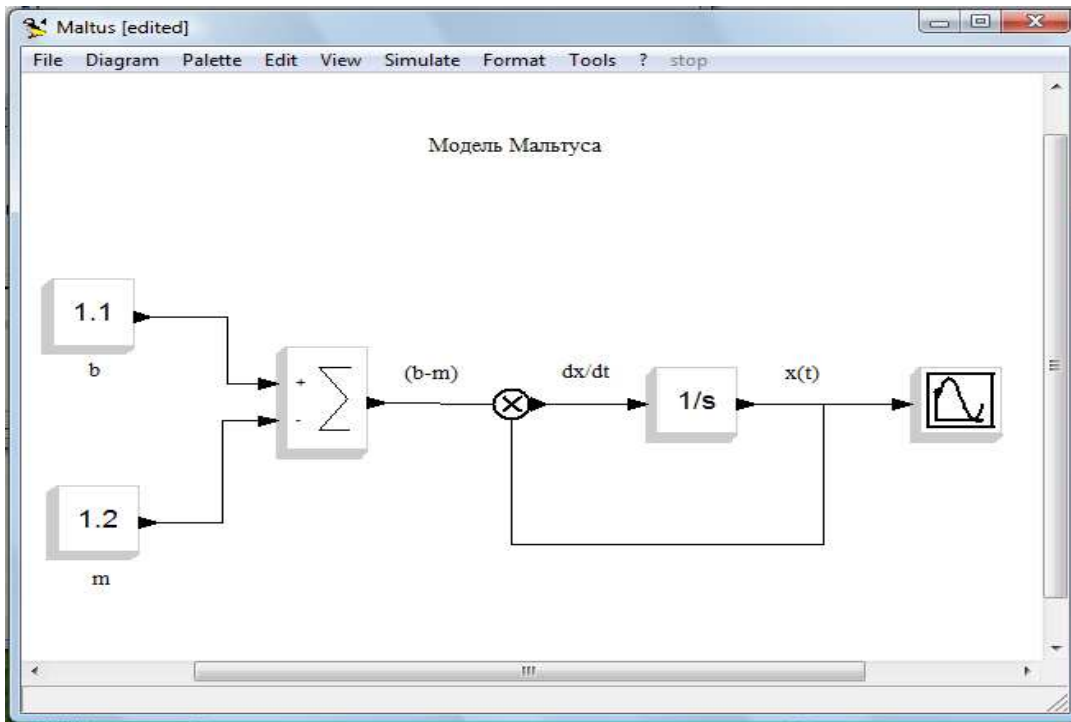 Maltus [edited]
File Diagram Palette Edit View Simulate Format Tools ? stop
Модель Мальтуса
1.1
b
+
-
(b-m)
dx/dt
1/s
x(t)
1.2
m